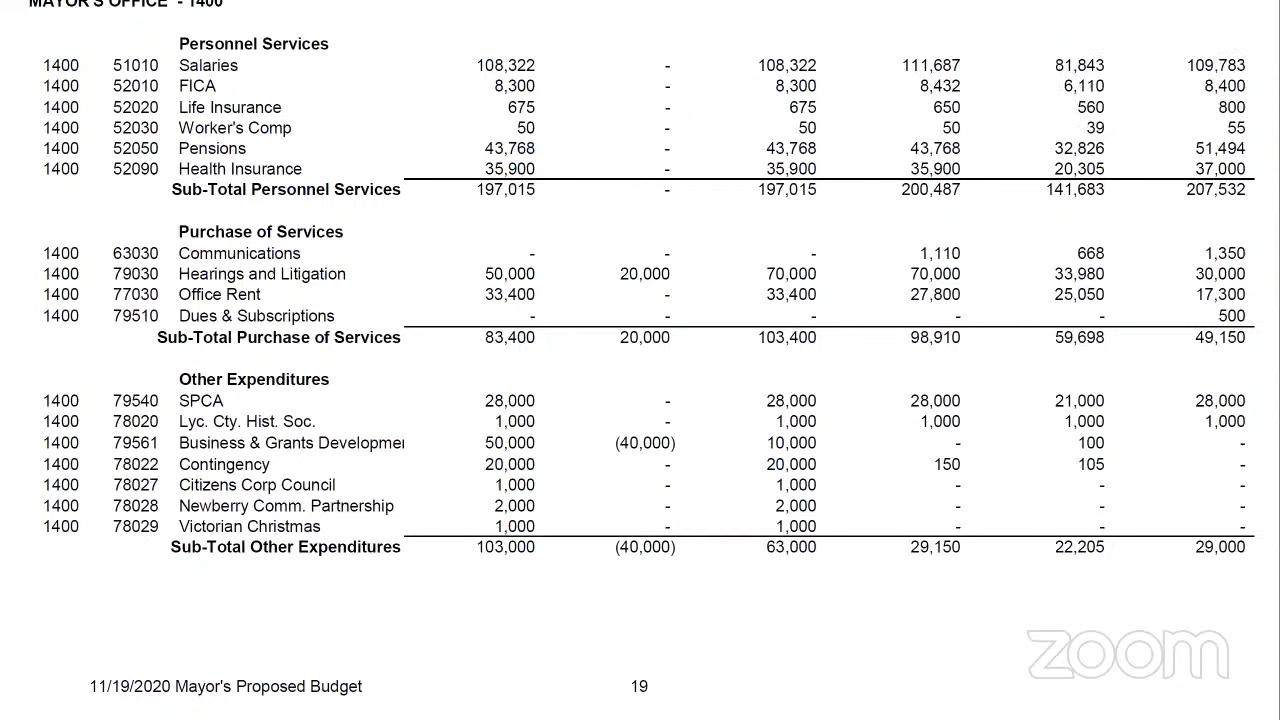 MAYOR'S OFFICE - 1400
Personnel Services
1400 51010 Salaries 108,322 - 108,322 111,687 81,843 109,783
1400 52010 FICA 8,300 - 8,300 8,432 6,110 8,400
1400 52020 Life Insurance 675 - 675 650 560 800
1400 52030 Worker's Comp 50 - 50 50 39 55
1400 52050 Pensions 43,768 - 43,768 43,768 32,826 51,494
1400 52090 Health Insurance 35,900 - 35,900 35,900 20,305 37,000
Sub-Total Personnel Services 197,015 - 197,015 200,487 141,683 207,532
Purchase of Services
1400 63030 Communications - - - 1,110 668 1,350
1400 79030 Hearings and Litigation 50,000 20,000 70,000 70,000 33,980 30,000
1400 77030 Office Rent 33,400 - 33,400 27,800 25,050 17,300
1400 79510 Dues & Subscriptions - - - - - 500
Sub-Total Purchase of Services 83,400 20,000 103,400 98,910 59,698 49,150
Other Expenditures
1400 79540 SPCA 28,000 - 28,000 28,000 21,000 28,000
1400 78020 Lyc. Cty. Hist. Soc. 1,000 - 1,000 1,000 1,000 1,000
1400 79561 Business & Grants Developmer 50,000 (40,000) 10,000 - 100 -
1400 78022 Contingency 20,000 - 20,000 150 105 -
1400 78027 Citizens Corp Council 1,000 - 1,000 - - -
1400 78028 Newberry Comm. Partnership 2,000 - 2,000 - - -
1400 78029 Victorian Christmas 1,000 - 1,000 - - -
Sub-Total Other Expenditures 103,000 (40,000) 63,000 29,150 22,205 29,000
zoom
11/19/2020 Mayor's Proposed Budget 19